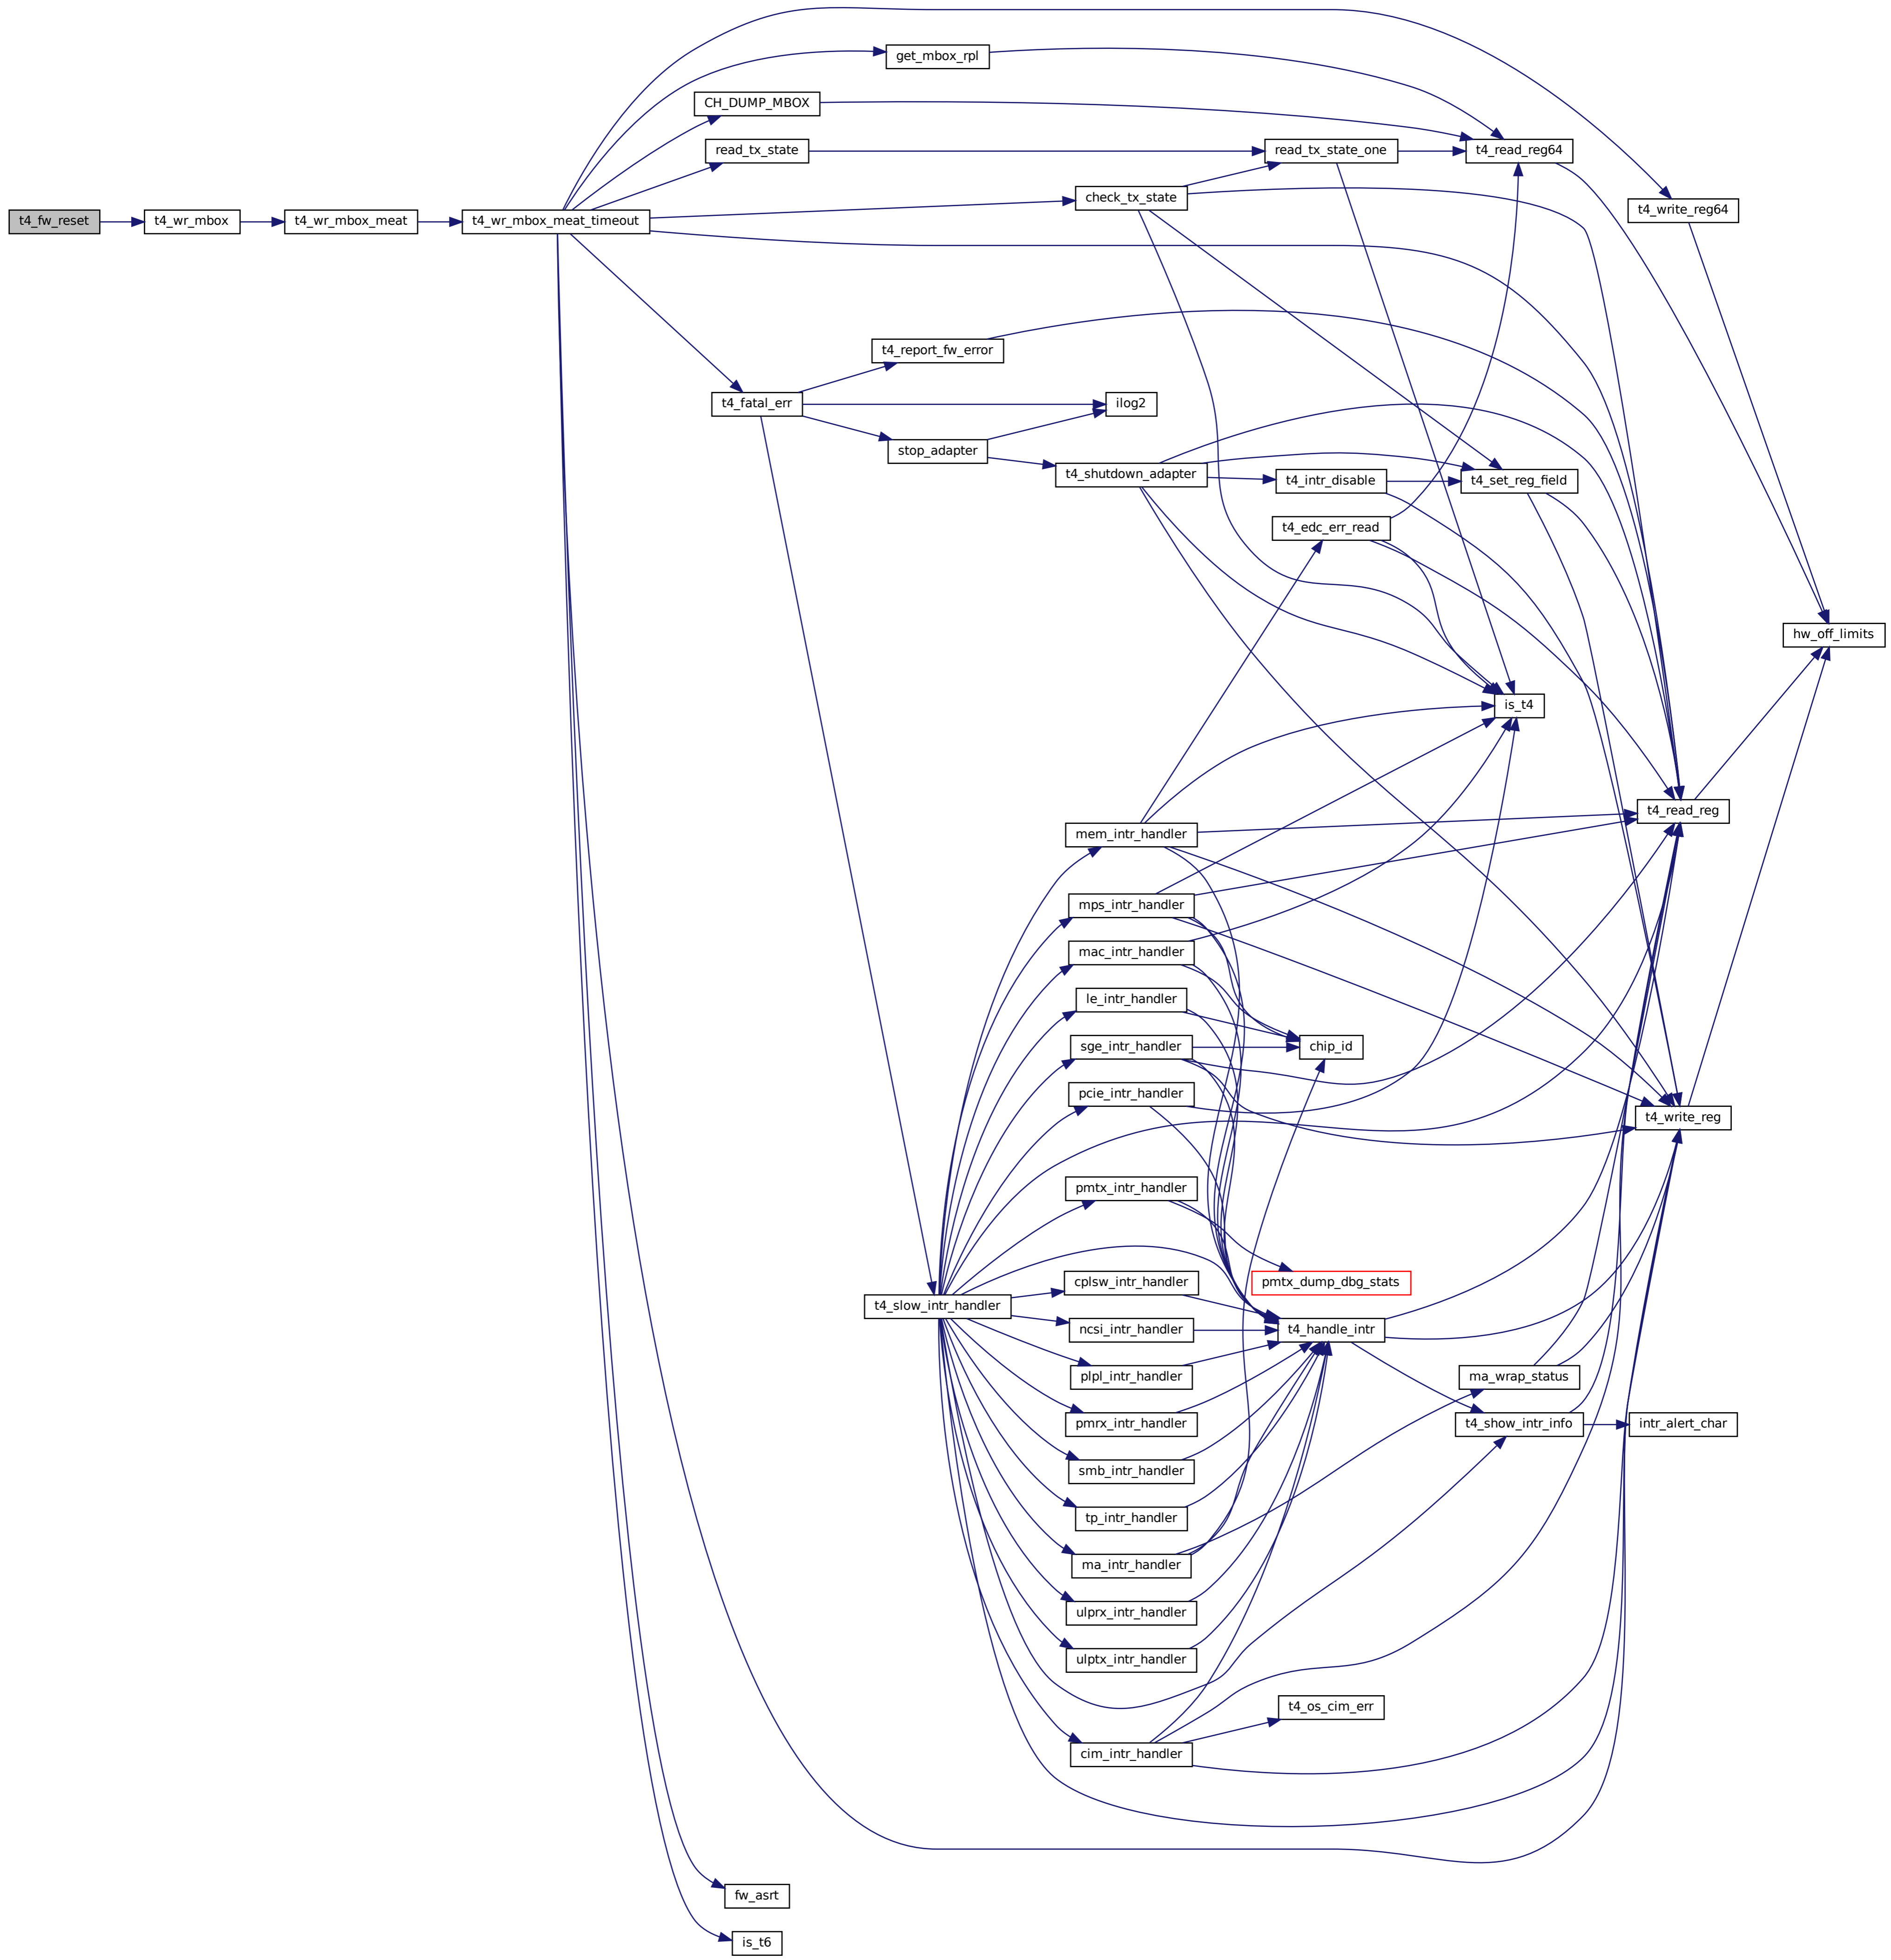 t4_fw_reset
t4_wr_mbox
t4_wr_mbox_meat
t4_wr_mbox_meat_timeout
get_mbox_rpl
CH_DUMP_MBOX
read_tx_state
check_tx_state
read_tx_state_one
t4_read_reg64
t4_write_reg64
t4_report_fw_error
t4_fatal_err
ilog2
stop_adapter
t4_shutdown_adapter
t4_intr_disable
t4_set_reg_field
t4_edc_err_read
hw_off_limits
is_t4
t4_read_reg
mem_intr_handler
mps_intr_handler
mac_intr_handler
le_intr_handler
sge_intr_handler
chip_id
pcie_intr_handler
t4_write_reg
pmtx_intr_handler
cplsw_intr_handler
pmtx_dump_dbg_stats
t4_slow_intr_handler
ncsi_intr_handler
t4_handle_intr
plpl_intr_handler
ma_wrap_status
pmrx_intr_handler
t4_show_intr_info
intr_alert_char
smb_intr_handler
tp_intr_handler
ma_intr_handler
ulprx_intr_handler
ulptx_intr_handler
t4_os_cim_err
cim_intr_handler
fw_asrt
is_t6